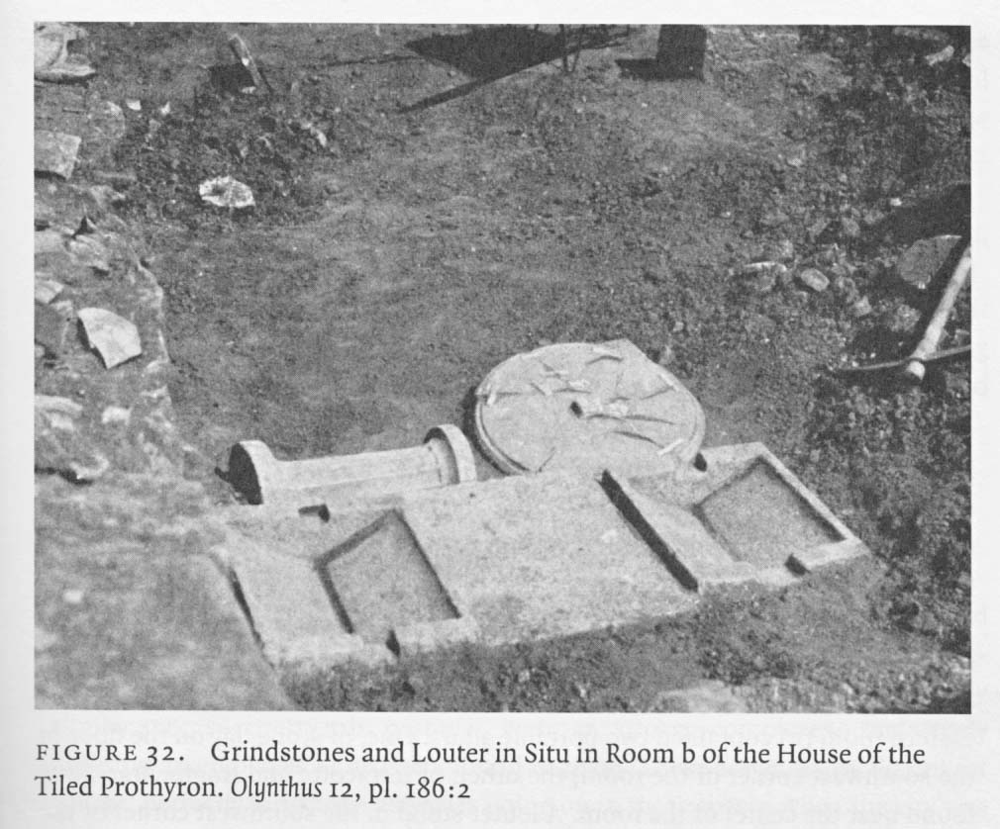 FIGURE 32. Grindstones and Louter in Situ in Room b of the House of the
Tiled Prothyron. Olynthus 12, pl. 186:2